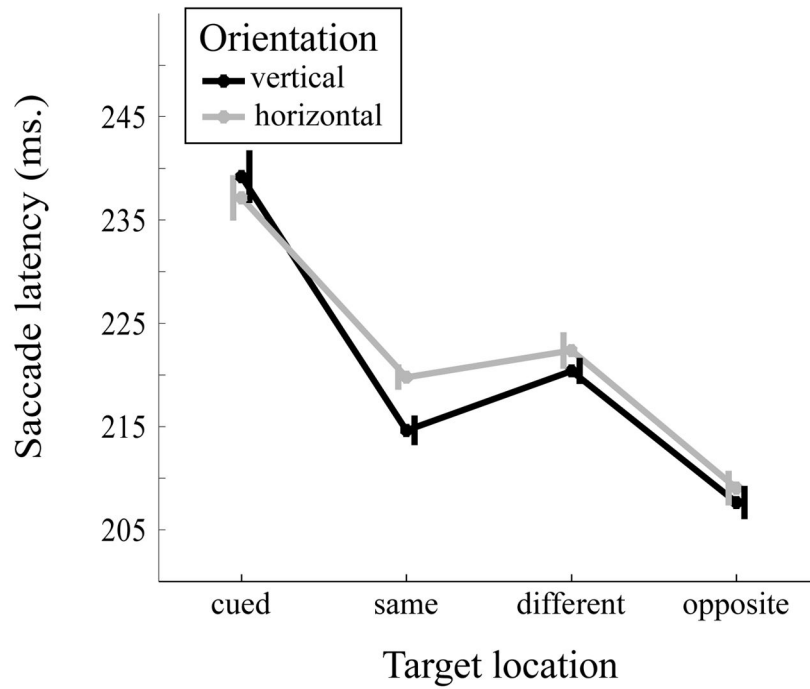 Orientation
vertical
horizontal
Saccade latency (ms.)
245
235
225
215
205
cued same different opposite
Target location